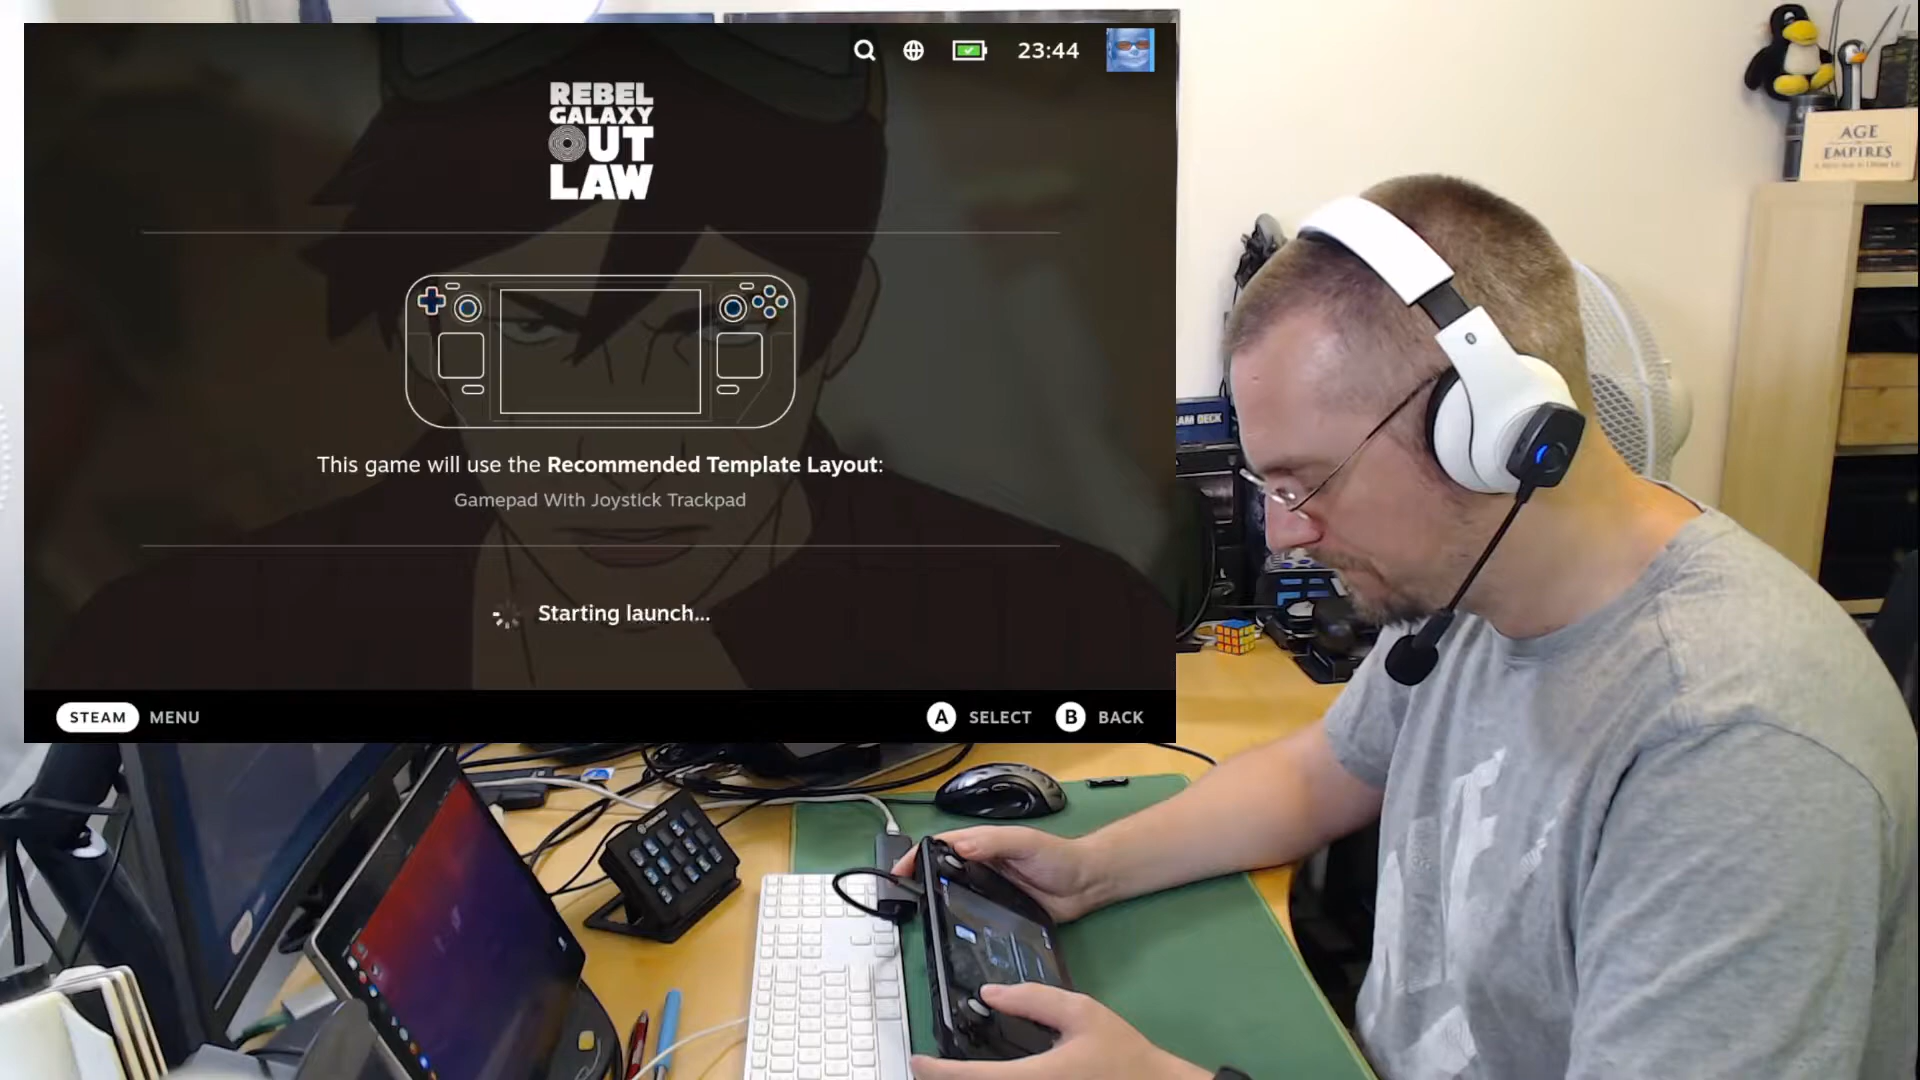 23:44
REBEL
GALAXY
OUT
LAW
This game will use the Recommended Template Layout:
Gamepad With Joystick Trackpad
Starting launch...
STEAM MENU
A SELECT B BACK
AGE
EMPIRES
AM DECK